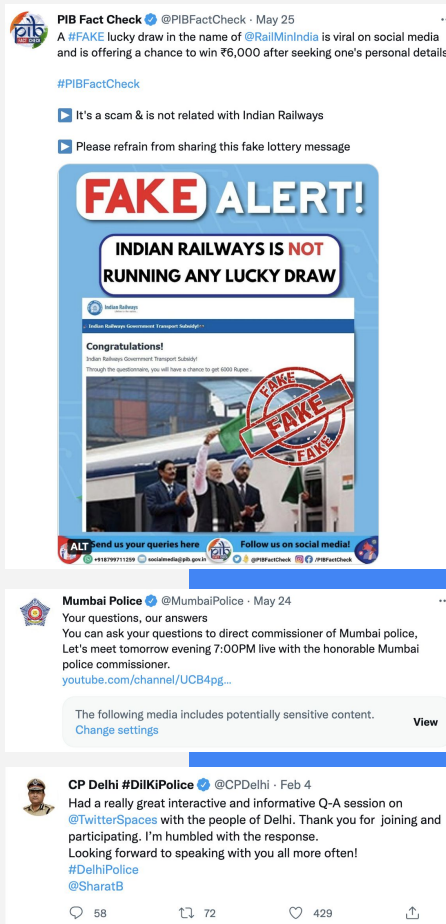 PIB Fact Check @PIBFactCheck · May 25
A #FAKE lucky draw in the name of @RailMinIndia is viral on social media
and is offering a chance to win ₹6,000 after seeking one's personal details
#PIBFactCheck
It's a scam & is not related with Indian Railways
Please refrain from sharing this fake lottery message
pib
FACT CHECK
FAKE ALERT!
INDIAN RAILWAYS IS NOT
RUNNING ANY LUCKY DRAW
Indian Railways
Indian Railways Government Transport Subsidy!
Congratulations!
Indian Railways Government Transport Subsidy!
Through the questionnaire, you will have a chance to get 6000 Rupee .
FAKE
FAKE
FAKE
ALT
Send us your queries here
pib
Follow us on social media!
+918799711259 socialmedia@pib.gov.in
@PIBFactCheck /PIBFactCheck
Mumbai Police @MumbaiPolice · May 24
Your questions, our answers
You can ask your questions to direct commissioner of Mumbai police,
Let's meet tomorrow evening 7:00PM live with the honorable Mumbai
police commissioner.
youtube.com/channel/UCB4pg...
The following media includes potentially sensitive content.
Change settings
View
CP Delhi #DilKiPolice @CPDelhi · Feb 4
Had a really great interactive and informative Q-A session on
@TwitterSpaces with the people of Delhi. Thank you for joining and
participating. I'm humbled with the response.
Looking forward to speaking with you all more often!
#DelhiPolice
@SharatB
58 72 429